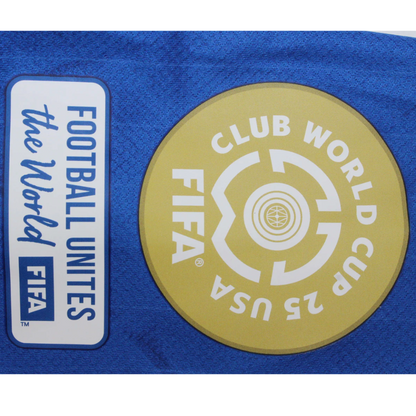 FOOTBALL UNITES
the World
FIFA
™
CLUB WORLD CUP 25 USA
FIFA®